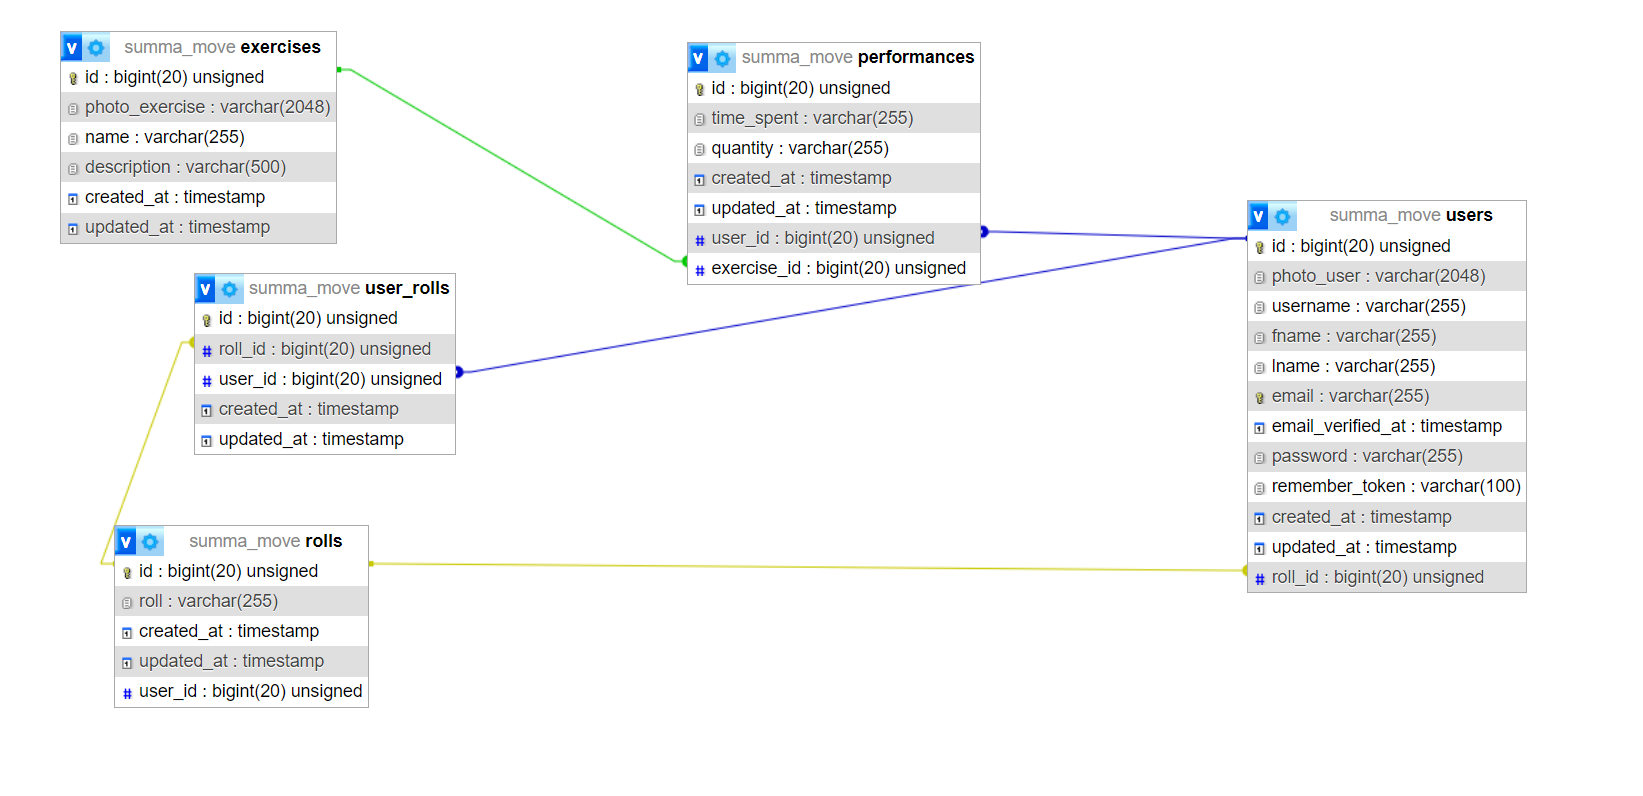 v summa_move exercises
id : bigint(20) unsigned
photo_exercise : varchar(2048)
name : varchar(255)
description : varchar(500)
created_at : timestamp
updated_at : timestamp
v summa_move performances
id : bigint(20) unsigned
time_spent : varchar(255)
quantity : varchar(255)
created_at : timestamp
updated_at : timestamp
# user_id : bigint(20) unsigned
# exercise_id : bigint(20) unsigned
v summa_move users
id : bigint(20) unsigned
photo_user : varchar(2048)
username : varchar(255)
fname : varchar(255)
lname : varchar(255)
email : varchar(255)
email_verified_at : timestamp
password : varchar(255)
remember_token : varchar(100)
created_at : timestamp
updated_at : timestamp
# roll_id : bigint(20) unsigned
v summa_move user_rolls
id : bigint(20) unsigned
# roll_id : bigint(20) unsigned
# user_id : bigint(20) unsigned
created_at : timestamp
updated_at : timestamp
v summa_move rolls
id : bigint(20) unsigned
roll : varchar(255)
created_at : timestamp
updated_at : timestamp
# user_id : bigint(20) unsigned